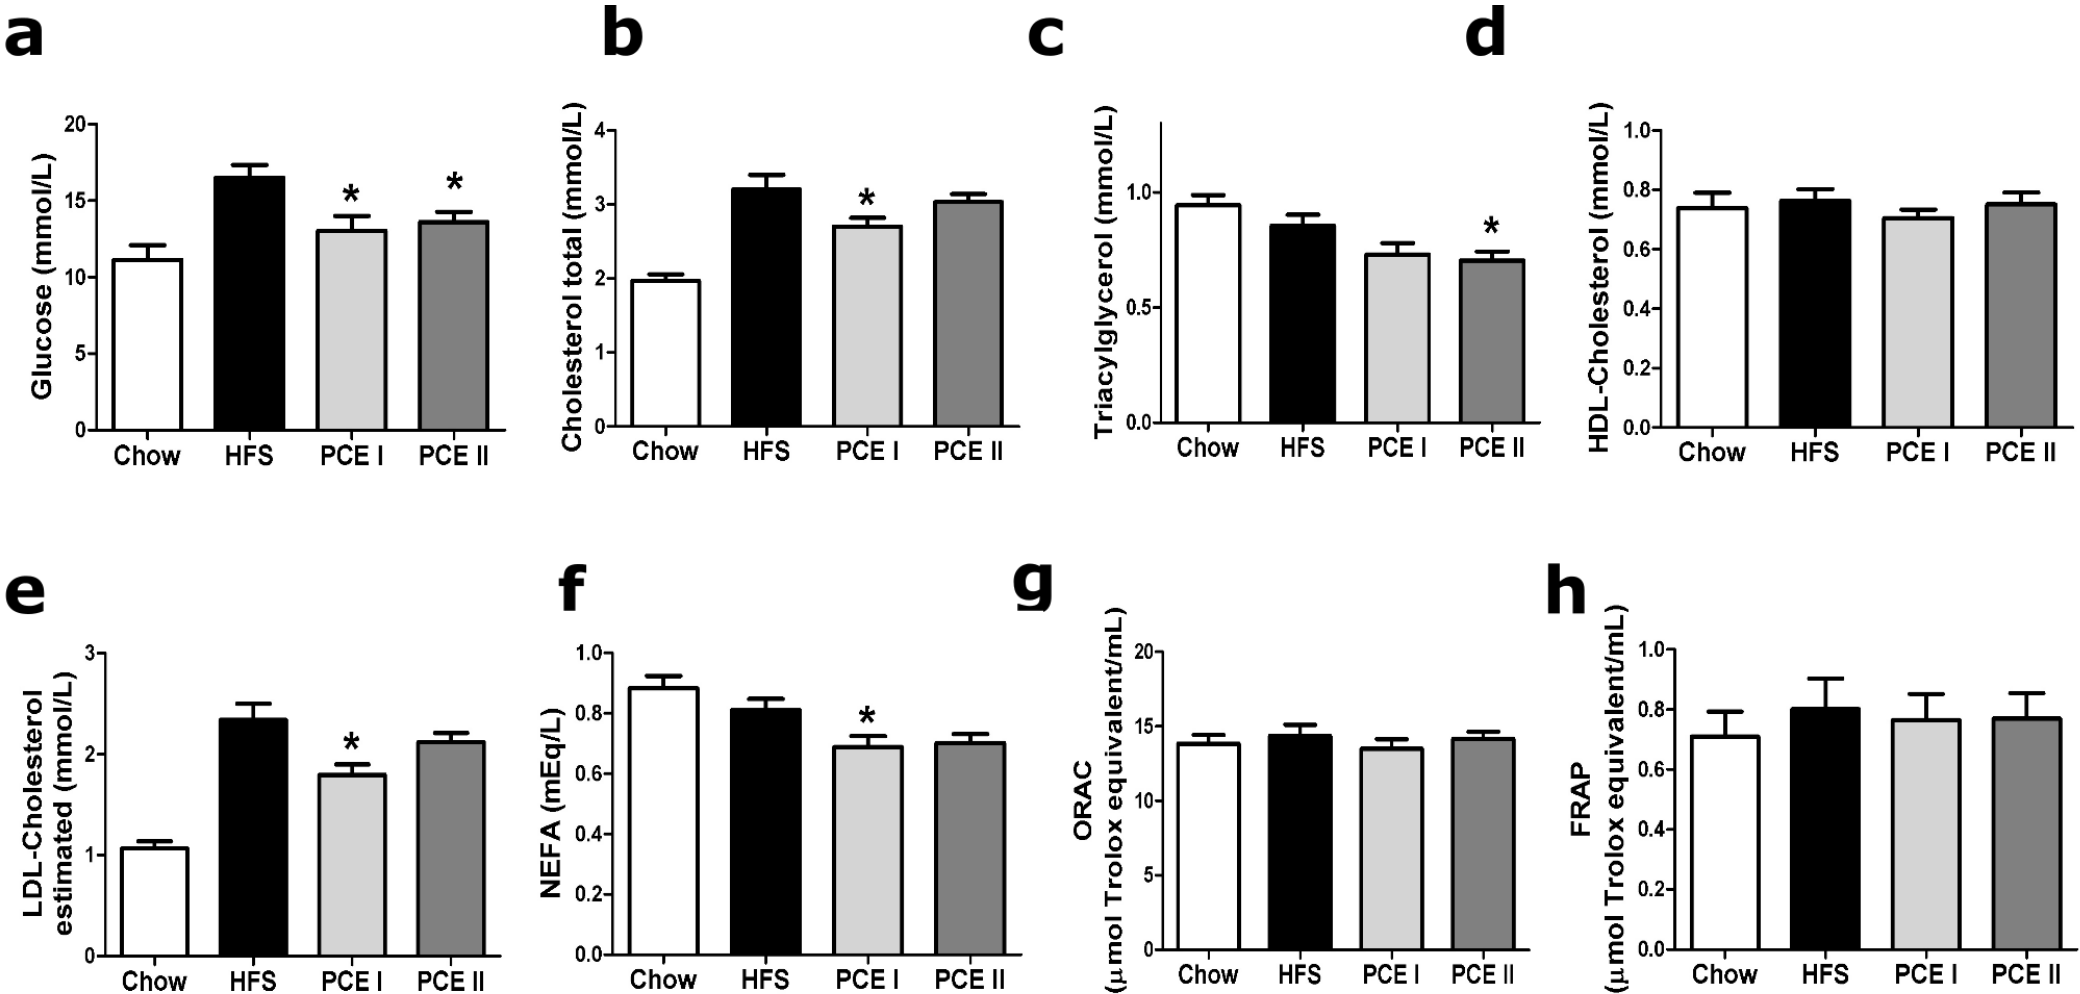 a
b
c
d
Glucose (mmol/L)
20
15
10
5
0
*
*
Chow HFS PCE I PCE II
Cholesterol total (mmol/L)
4
3
2
1
0
*
Chow HFS PCE I PCE II
Triacylglycerol (mmol/L)
1.0
0.5
0.0
*
Chow HFS PCE I PCE II
HDL-Cholesterol (mmol/L)
1.0
0.8
0.6
0.4
0.2
0.0
Chow HFS PCE I PCE II
e
f
g
h
LDL-Cholesterol
estimated (mmol/L)
3
2
1
0
*
Chow HFS PCE I PCE II
NEFA (mEq/L)
1.0
0.8
0.6
0.4
0.2
0.0
*
Chow HFS PCE I PCE II
ORAC
(μmol Trolox equivalent/mL)
20
15
10
5
0
Chow HFS PCE I PCE II
FRAP
(μmol Trolox equivalent/mL)
1.0
0.8
0.6
0.4
0.2
0.0
Chow HFS PCE I PCE II